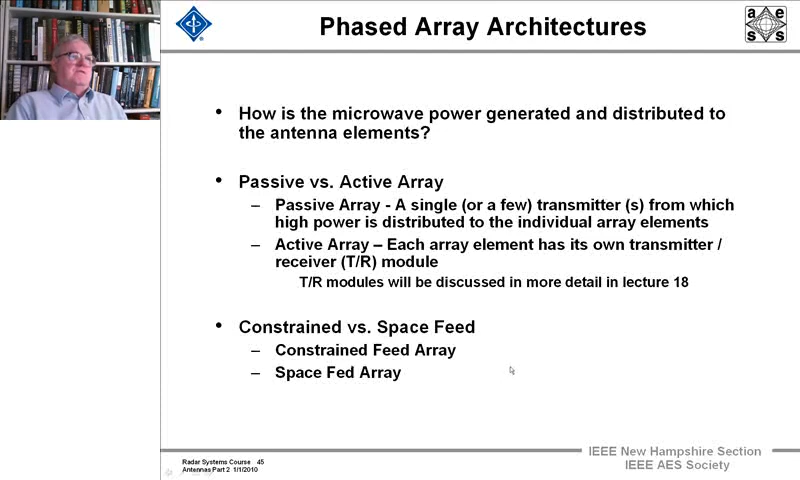 Phased Array Architectures
a e
s s
• How is the microwave power generated and distributed to
the antenna elements?
• Passive vs. Active Array
– Passive Array - A single (or a few) transmitter (s) from which
high power is distributed to the individual array elements
– Active Array – Each array element has its own transmitter /
receiver (T/R) module
T/R modules will be discussed in more detail in lecture 18
• Constrained vs. Space Feed
– Constrained Feed Array
– Space Fed Array
Radar Systems Course 45
Antennas Part 2 1/1/2010
IEEE New Hampshire Section
IEEE AES Society